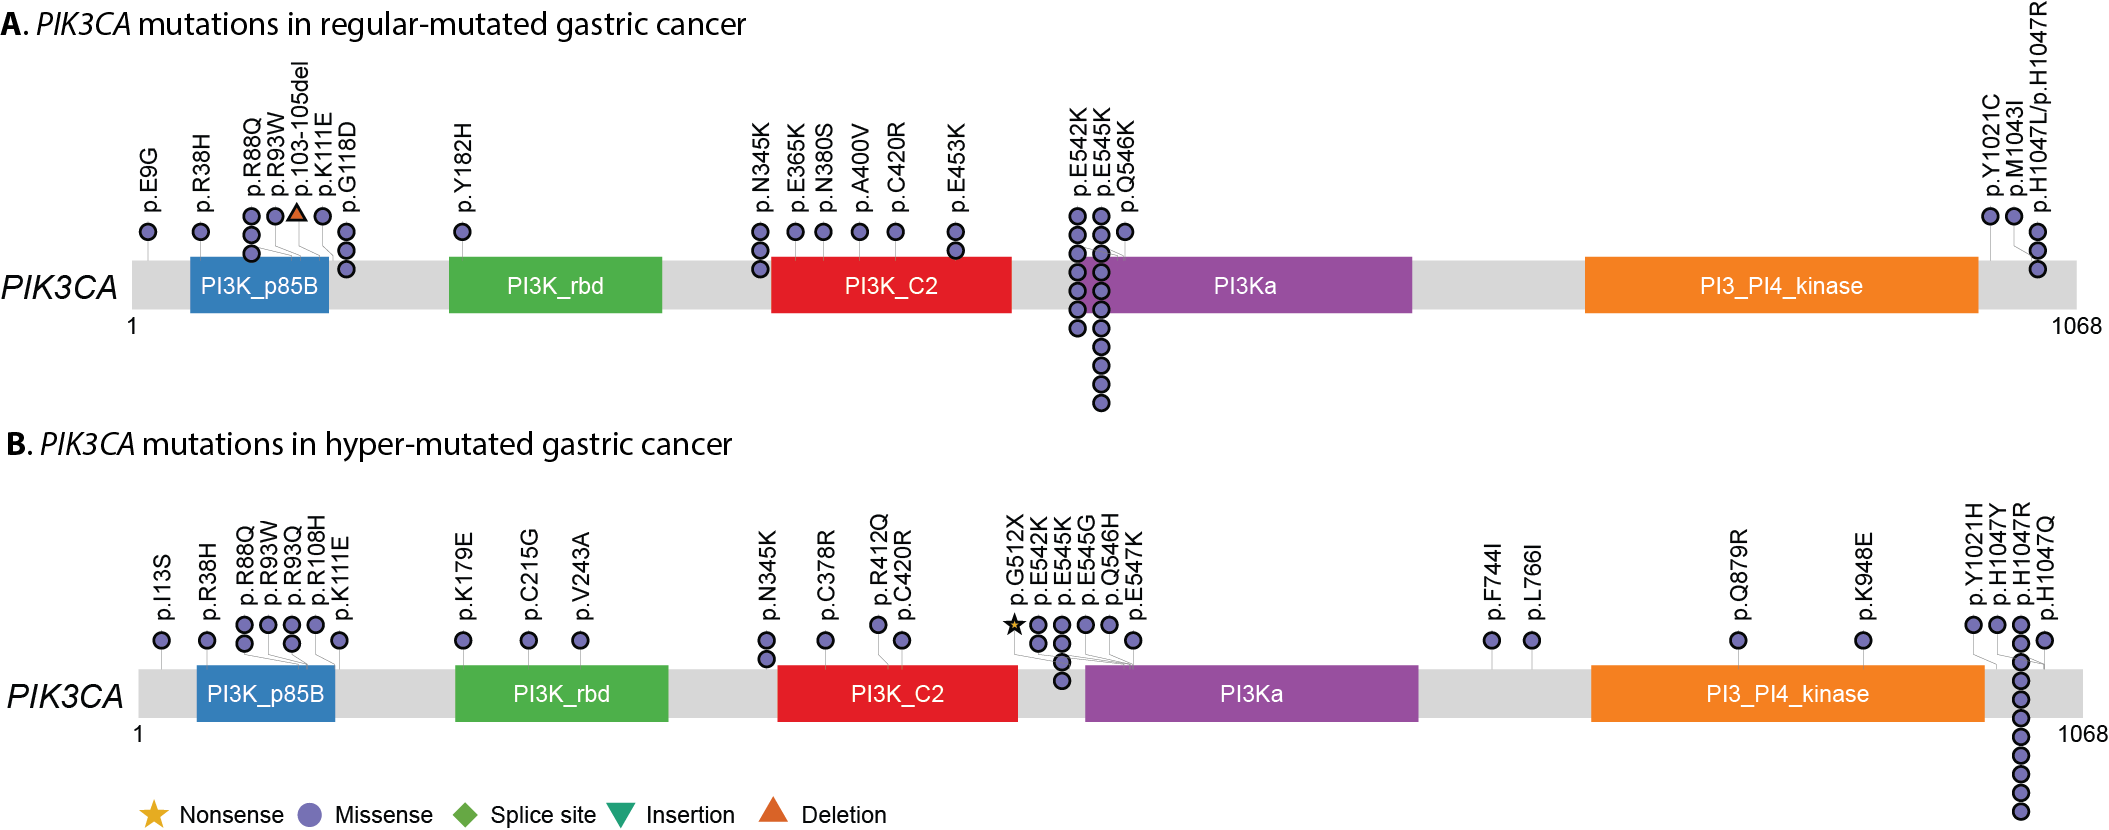 A. PIK3CA mutations in regular-mutated gastric cancer
p.E9G
p.R38H
p.R88Q
p.R93W
p.103-105del
p.K111E
p.G118D
p.Y182H
p.N345K
p.E365K
p.N380S
p.A400V
p.C420R
p.E453K
p.E542K
p.E545K
p.Q546K
p.Y1021C
p.M1043I
p.H1047L/p.H1047R
PIK3CA
PI3K_p85B
PI3K_rbd
PI3K_C2
PI3Ka
PI3_PI4_kinase
1
1068
B. PIK3CA mutations in hyper-mutated gastric cancer
p.I13S
p.R38H
p.R88Q
p.R93W
p.R93Q
p.R108H
p.K111E
p.K179E
p.C215G
p.V243A
p.N345K
p.C378R
p.R412Q
p.C420R
p.G512X
p.E542K
p.E545K
p.E545G
p.Q546H
p.E547K
p.F744I
p.L766I
p.Q879R
p.K948E
p.Y1021H
p.H1047Y
p.H1047R
p.H1047Q
PIK3CA
PI3K_p85B
PI3K_rbd
PI3K_C2
PI3Ka
PI3_PI4_kinase
1
1068
Nonsense
Missense
Splice site
Insertion
Deletion